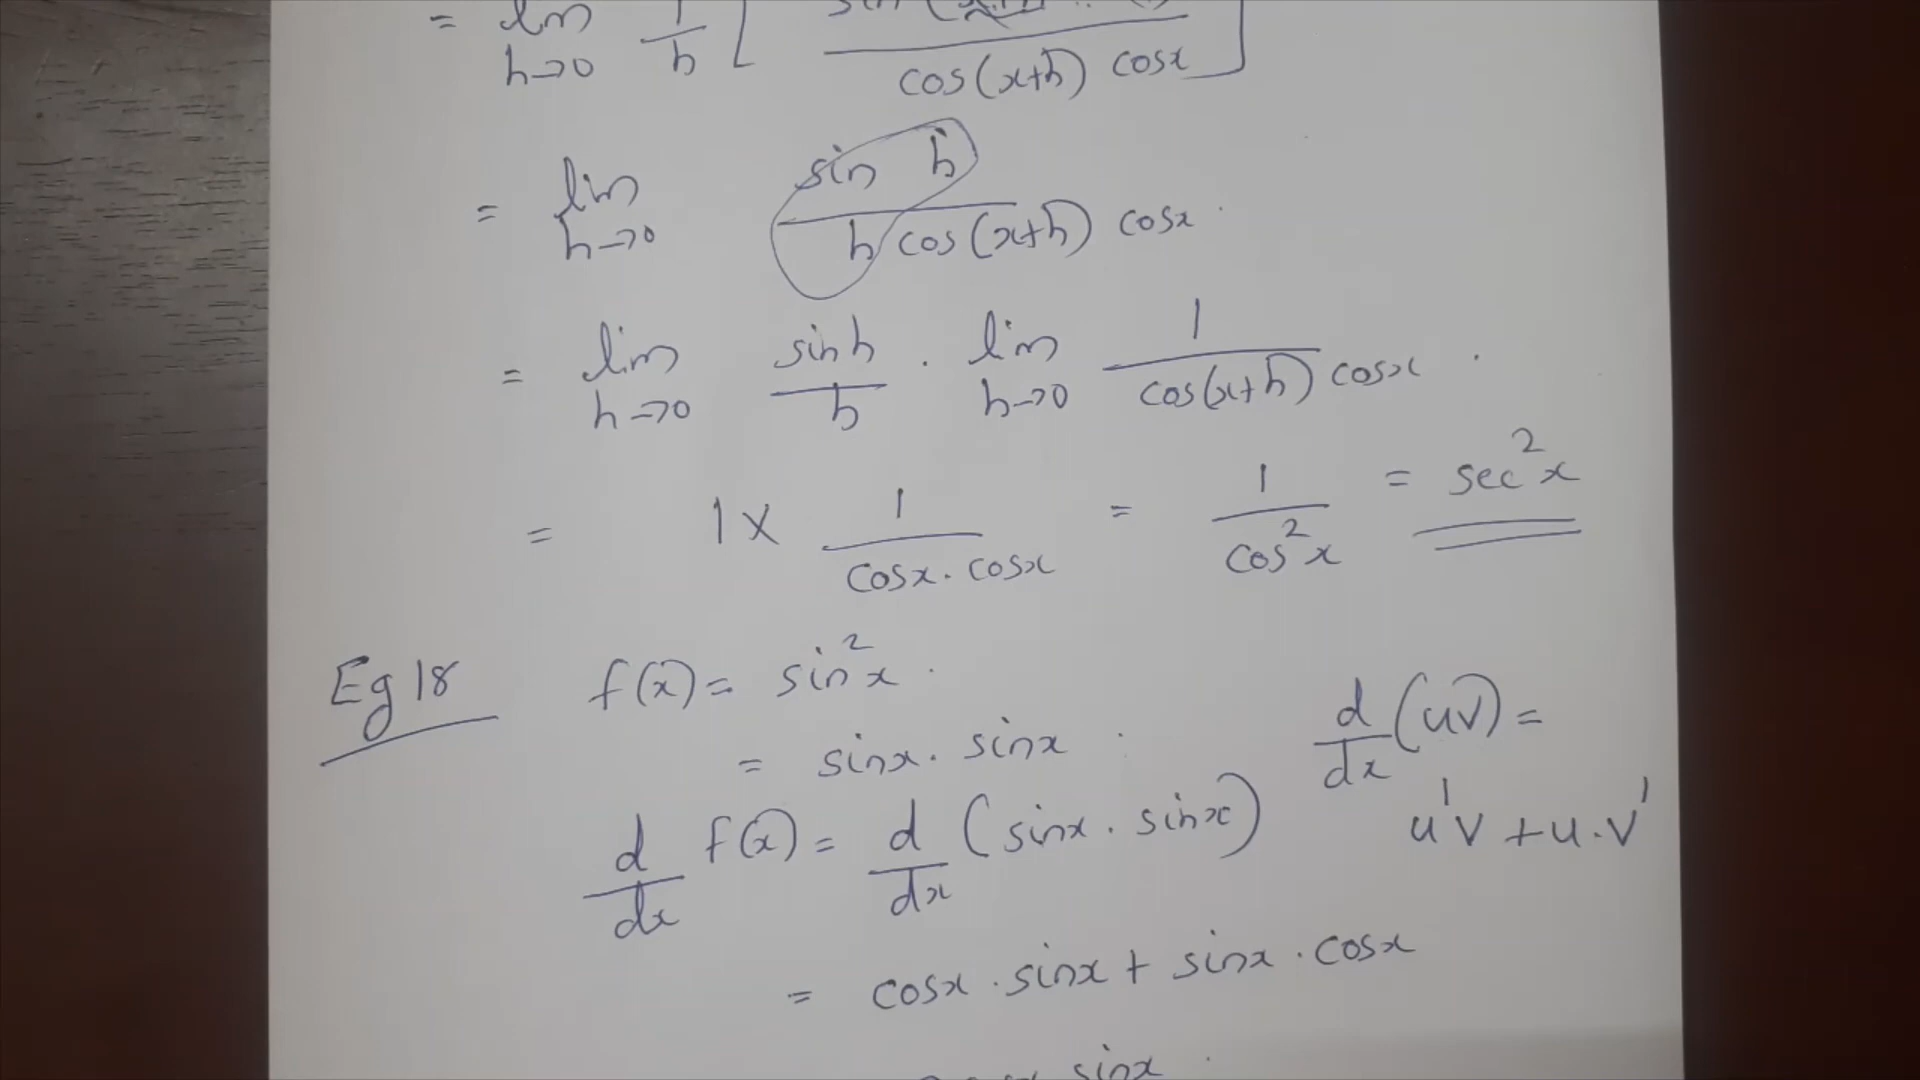 = lim h→0 1/h [ sin ( / cos(x+h) cosx ]
= lim h→0 sin h / h cos(x+h) cosx .
= lim h→0 sinh / h . lim h→0 1 / cos(x+h) cosx .
= 1 × 1 / cosx . cosx = 1 / cos²x = sec²x
Eg 18 f(x) = sin²x .
= sinx . sinx .
d/dx (uv) =
u'v + u.v'
d/dx f(x) = d/dx (sinx . sinx)
= cosx . sinx + sinx . cosx
sinx .